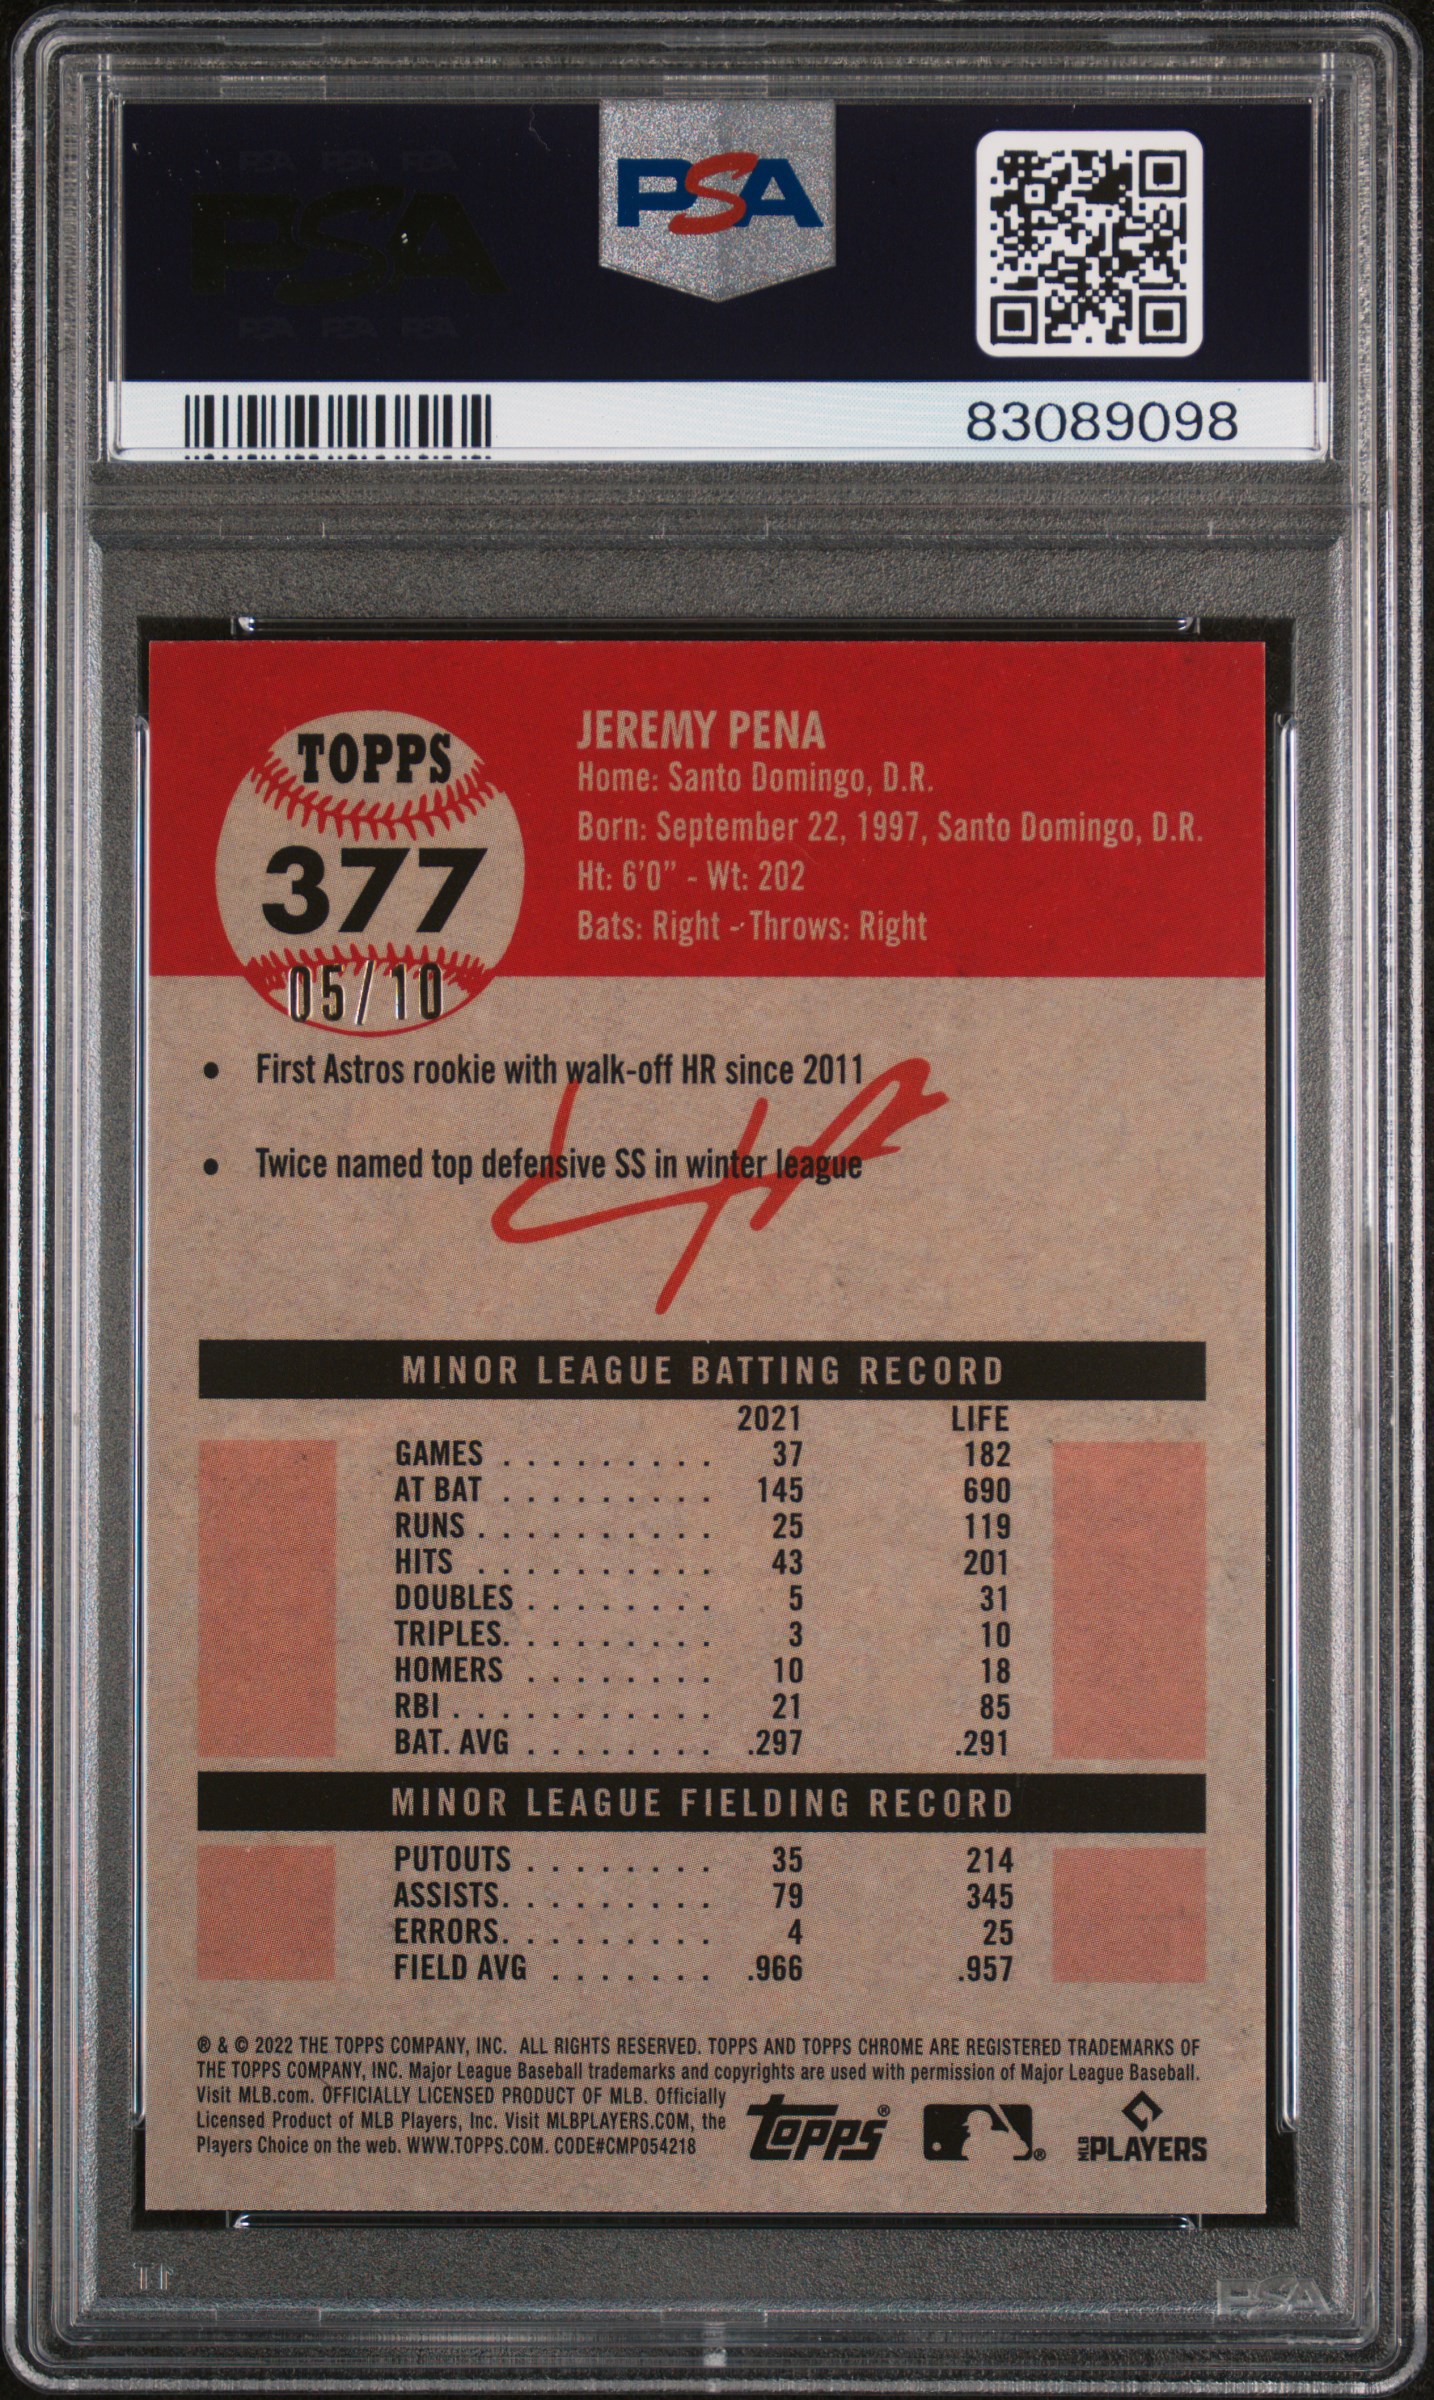 PSA
PSA PSA PSA
PSA
PSA PSA PSA
83089098
TOPPS
377
05/10
JEREMY PENA
Home: Santo Domingo, D.R.
Born: September 22, 1997, Santo Domingo, D.R.
Ht: 6'0" - Wt: 202
Bats: Right - Throws: Right
• First Astros rookie with walk-off HR since 2011
• Twice named top defensive SS in winter league
MINOR LEAGUE BATTING RECORD
2021 LIFE
GAMES . . . . . . . . . 37 182
AT BAT . . . . . . . . . 145 690
RUNS . . . . . . . . . . 25 119
HITS . . . . . . . . . . 43 201
DOUBLES . . . . . . . . 5 31
TRIPLES. . . . . . . . . 3 10
HOMERS . . . . . . . . 10 18
RBI . . . . . . . . . . . 21 85
BAT. AVG . . . . . . . . .297 .291
MINOR LEAGUE FIELDING RECORD
PUTOUTS . . . . . . . . 35 214
ASSISTS. . . . . . . . . 79 345
ERRORS. . . . . . . . . 4 25
FIELD AVG . . . . . . . .966 .957
® & © 2022 THE TOPPS COMPANY, INC. ALL RIGHTS RESERVED. TOPPS AND TOPPS CHROME ARE REGISTERED TRADEMARKS OF
THE TOPPS COMPANY, INC. Major League Baseball trademarks and copyrights are used with permission of Major League Baseball.
Visit MLB.com. OFFICIALLY LICENSED PRODUCT OF MLB. Officially
Licensed Product of MLB Players, Inc. Visit MLBPLAYERS.COM, the
Players Choice on the web. WWW.TOPPS.COM. CODE#CMP054218
Topps®
®
MLB PLAYERS
PSA